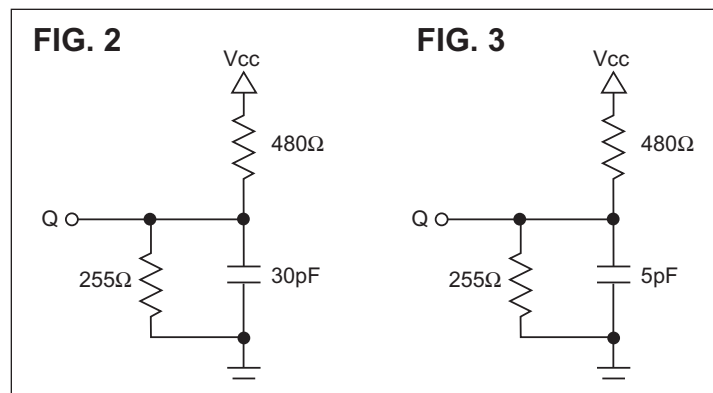 FIG. 2
Vcc
480Ω
Q
255Ω
30pF
FIG. 3
Vcc
480Ω
Q
255Ω
5pF